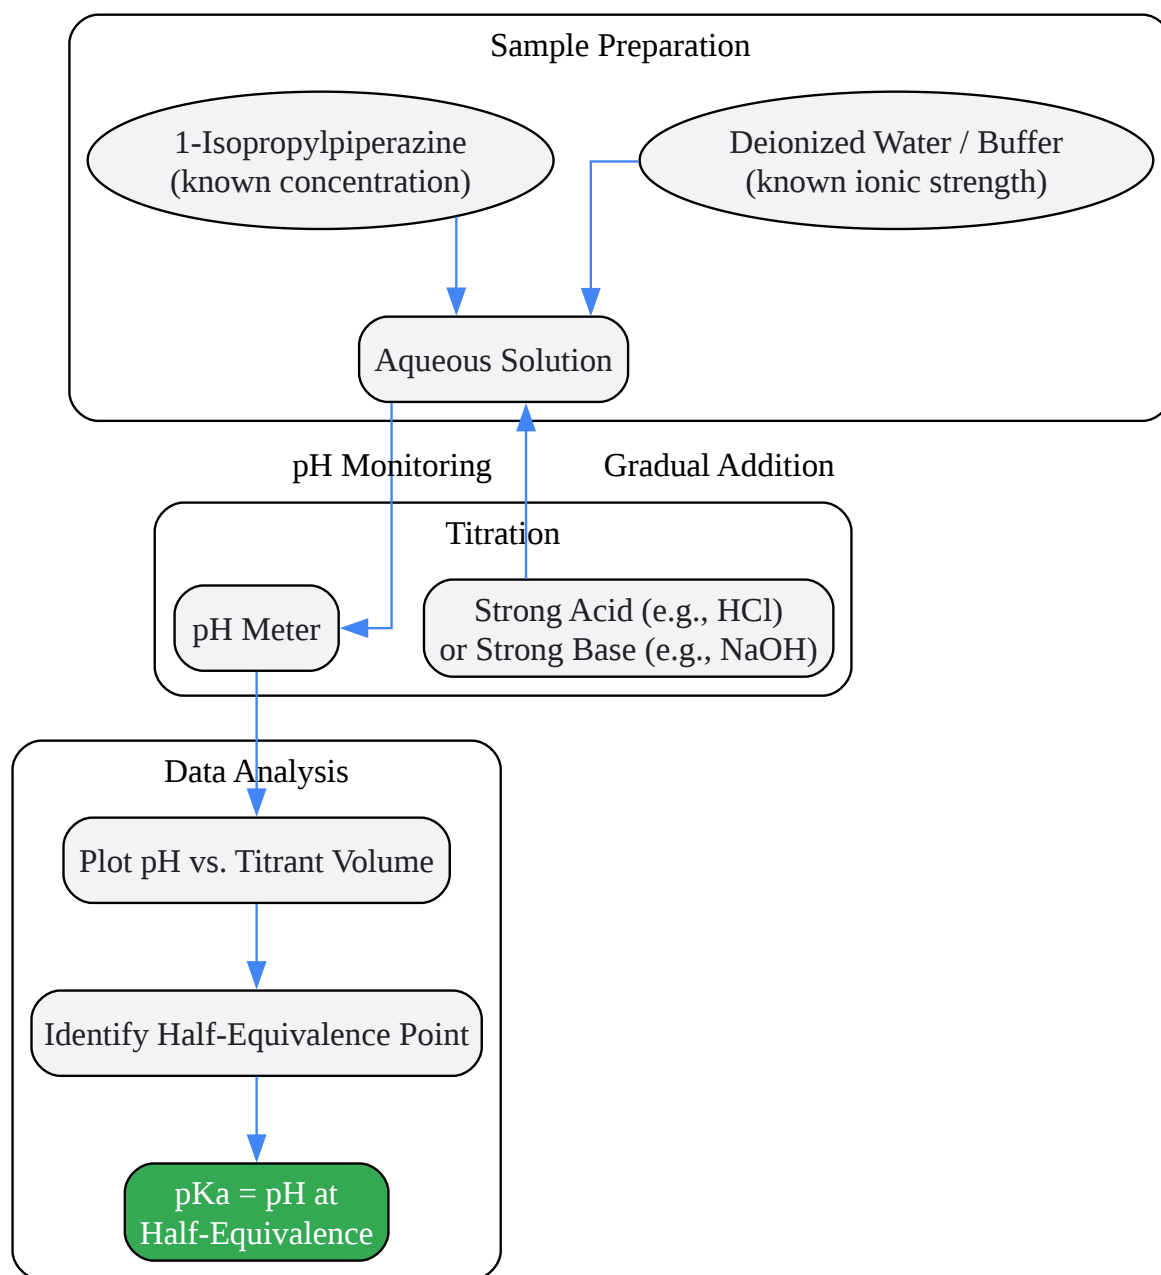 Sample Preparation
1-Isopropylpiperazine
(known concentration)
Deionized Water / Buffer
(known ionic strength)
Aqueous Solution
pH Monitoring
Gradual Addition
Titration
pH Meter
Strong Acid (e.g., HCl)
or Strong Base (e.g., NaOH)
Data Analysis
Plot pH vs. Titrant Volume
Identify Half-Equivalence Point
pKa = pH at
Half-Equivalence